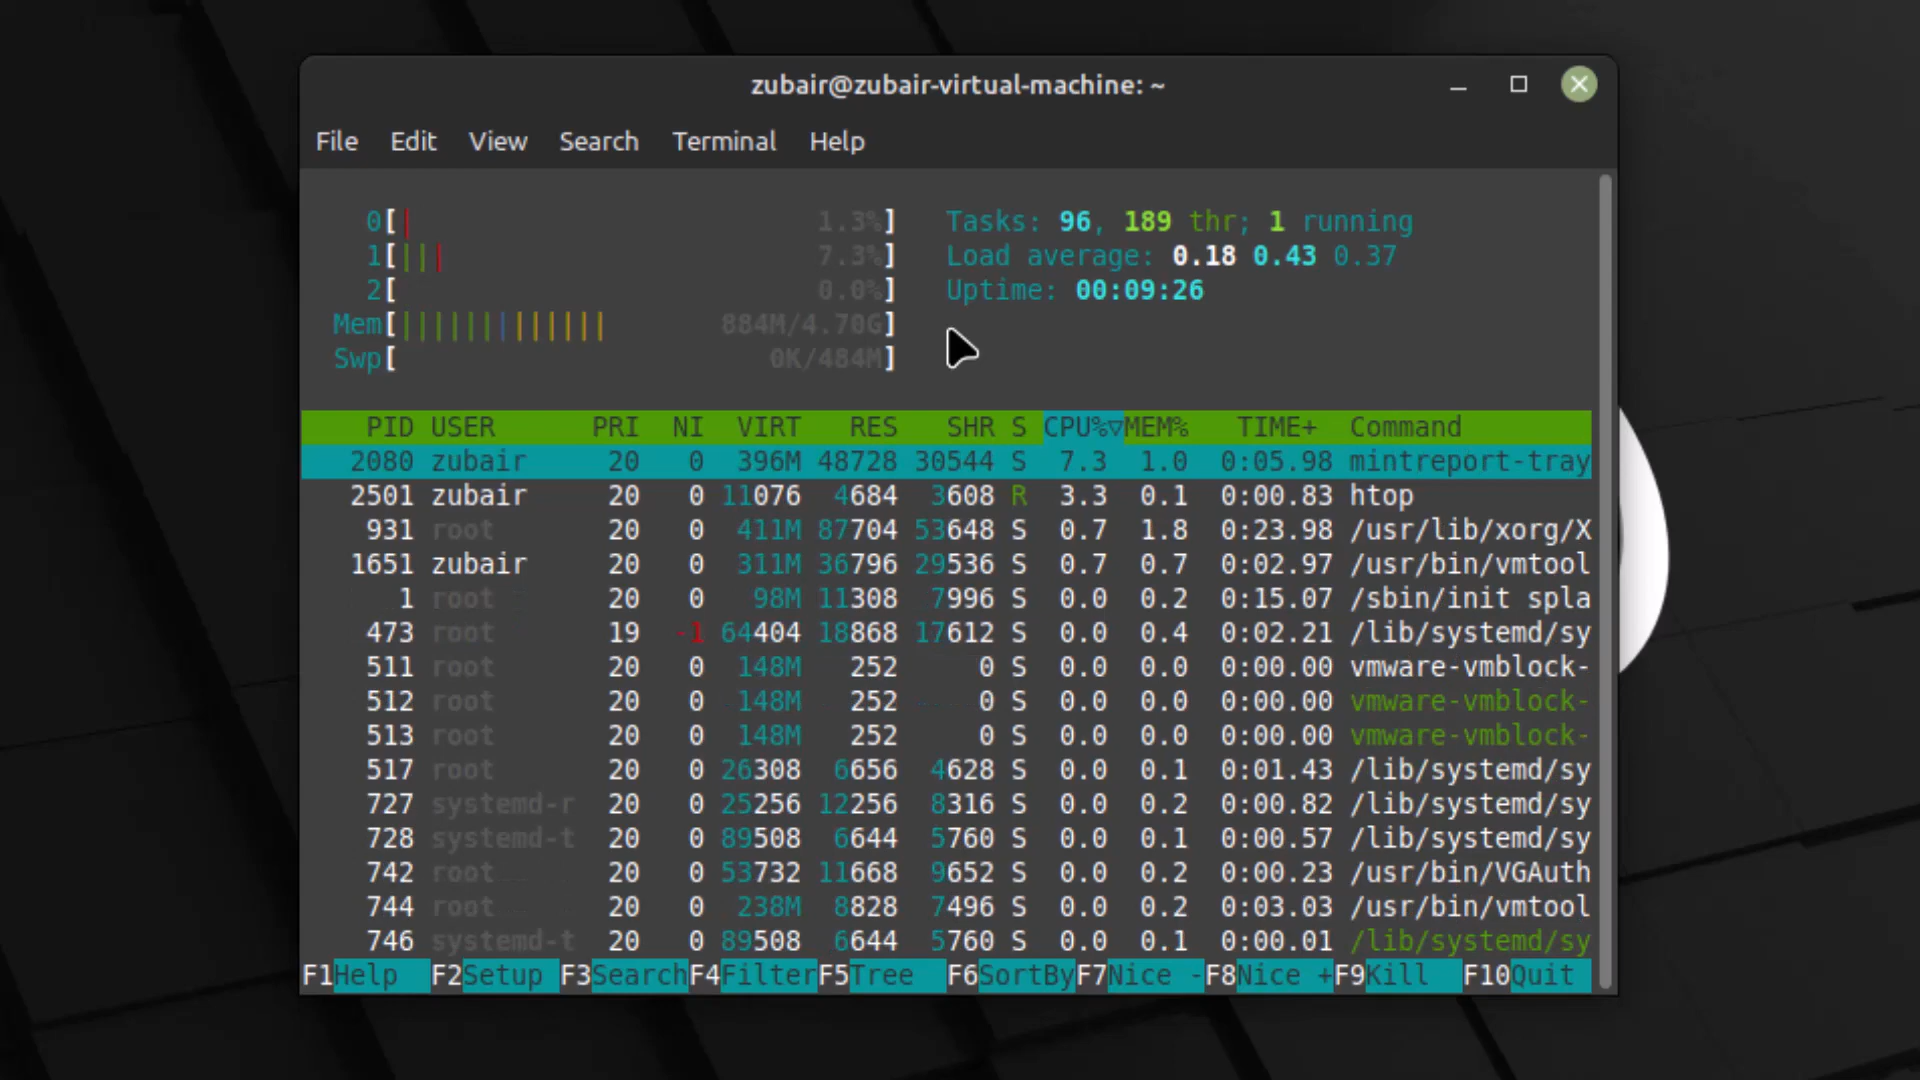 zubair@zubair-virtual-machine: ~
File Edit View Search Terminal Help
0[| 1.3%] Tasks: 96, 189 thr; 1 running
1[||| 7.3%] Load average: 0.18 0.43 0.37
2[ 0.0%] Uptime: 00:09:26
Mem[||||||||||||| 884M/4.70G]
Swp[ 0K/484M]
PID USER PRI NI VIRT RES SHR S CPU%▽MEM% TIME+ Command
2080 zubair 20 0 396M 48728 30544 S 7.3 1.0 0:05.98 mintreport-tray
2501 zubair 20 0 11076 4684 3608 R 3.3 0.1 0:00.83 htop
931 root 20 0 411M 87704 53648 S 0.7 1.8 0:23.98 /usr/lib/xorg/X
1651 zubair 20 0 311M 36796 29536 S 0.7 0.7 0:02.97 /usr/bin/vmtool
1 root 20 0 98M 11308 7996 S 0.0 0.2 0:15.07 /sbin/init spla
473 root 19 -1 64404 18868 17612 S 0.0 0.4 0:02.21 /lib/systemd/sy
511 root 20 0 148M 252 0 S 0.0 0.0 0:00.00 vmware-vmblock-
512 root 20 0 148M 252 0 S 0.0 0.0 0:00.00 vmware-vmblock-
513 root 20 0 148M 252 0 S 0.0 0.0 0:00.00 vmware-vmblock-
517 root 20 0 26308 6656 4628 S 0.0 0.1 0:01.43 /lib/systemd/sy
727 systemd-r 20 0 25256 12256 8316 S 0.0 0.2 0:00.82 /lib/systemd/sy
728 systemd-t 20 0 89508 6644 5760 S 0.0 0.1 0:00.57 /lib/systemd/sy
742 root 20 0 53732 11668 9652 S 0.0 0.2 0:00.23 /usr/bin/VGAuth
744 root 20 0 238M 8828 7496 S 0.0 0.2 0:03.03 /usr/bin/vmtool
746 systemd-t 20 0 89508 6644 5760 S 0.0 0.1 0:00.01 /lib/systemd/sy
F1Help F2Setup F3SearchF4FilterF5Tree F6SortByF7Nice -F8Nice +F9Kill F10Quit